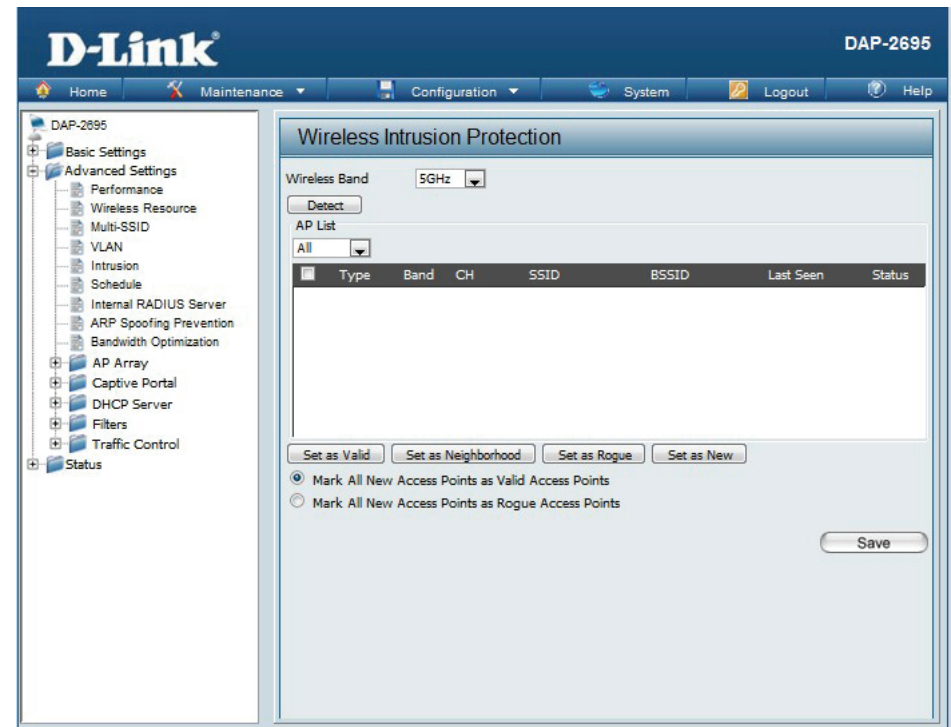 D-Link®
DAP-2695
Home Maintenance Configuration System Logout Help
DAP-2695
Basic Settings
Advanced Settings
Performance
Wireless Resource
Multi-SSID
VLAN
Intrusion
Schedule
Internal RADIUS Server
ARP Spoofing Prevention
Bandwidth Optimization
AP Array
Captive Portal
DHCP Server
Filters
Traffic Control
Status
Wireless Intrusion Protection
Wireless Band 5GHz
Detect
AP List
All
Type Band CH SSID BSSID Last Seen Status
Set as Valid Set as Neighborhood Set as Rogue Set as New
Mark All New Access Points as Valid Access Points
Mark All New Access Points as Rogue Access Points
Save